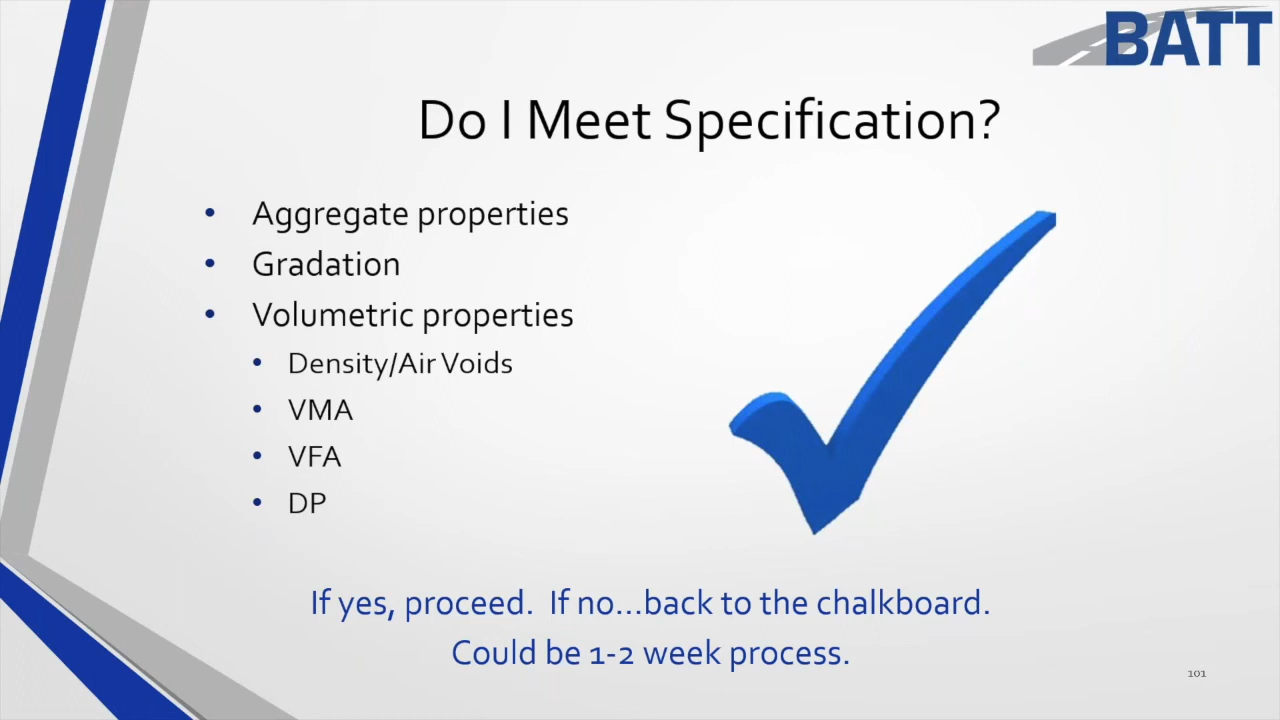 BATT
Do I Meet Specification?
• Aggregate properties
• Gradation
• Volumetric properties
• Density/Air Voids
• VMA
• VFA
• DP
If yes, proceed. If no...back to the chalkboard.
Could be 1-2 week process.
101